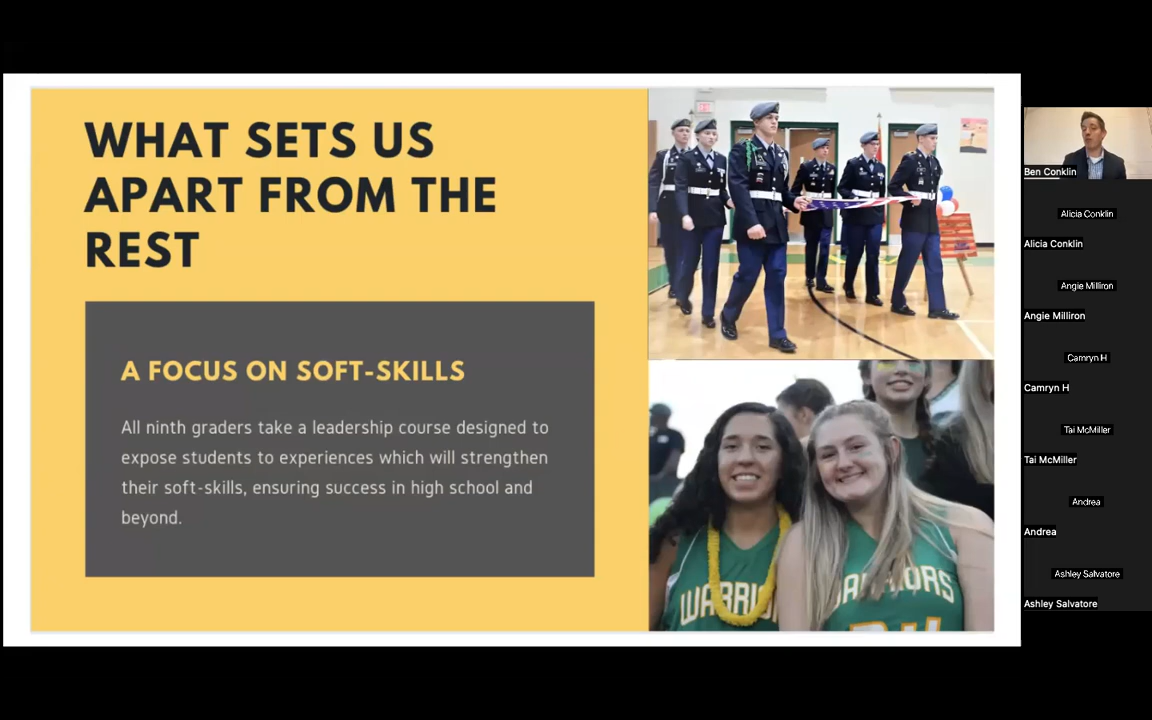 WHAT SETS US
APART FROM THE
REST
A FOCUS ON SOFT-SKILLS
All ninth graders take a leadership course designed to
expose students to experiences which will strengthen
their soft-skills, ensuring success in high school and
beyond.
WARRIO
WARRIORS
Ben Conklin
Alicia Conklin
Alicia Conklin
Angie Milliron
Angie Milliron
Camryn H
Camryn H
Tai McMiller
Tai McMiller
Andrea
Andrea
Ashley Salvatore
Ashley Salvatore